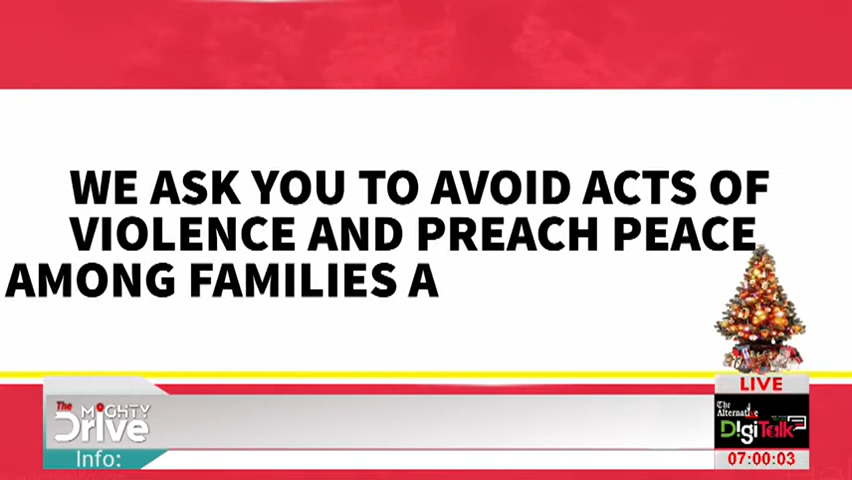 WE ASK YOU TO AVOID ACTS OF
VIOLENCE AND PREACH PEACE
AMONG FAMILIES A
LIVE
The
MIGHTY
Drive
Info:
The
Alternative
DigiTalk
07:00:03